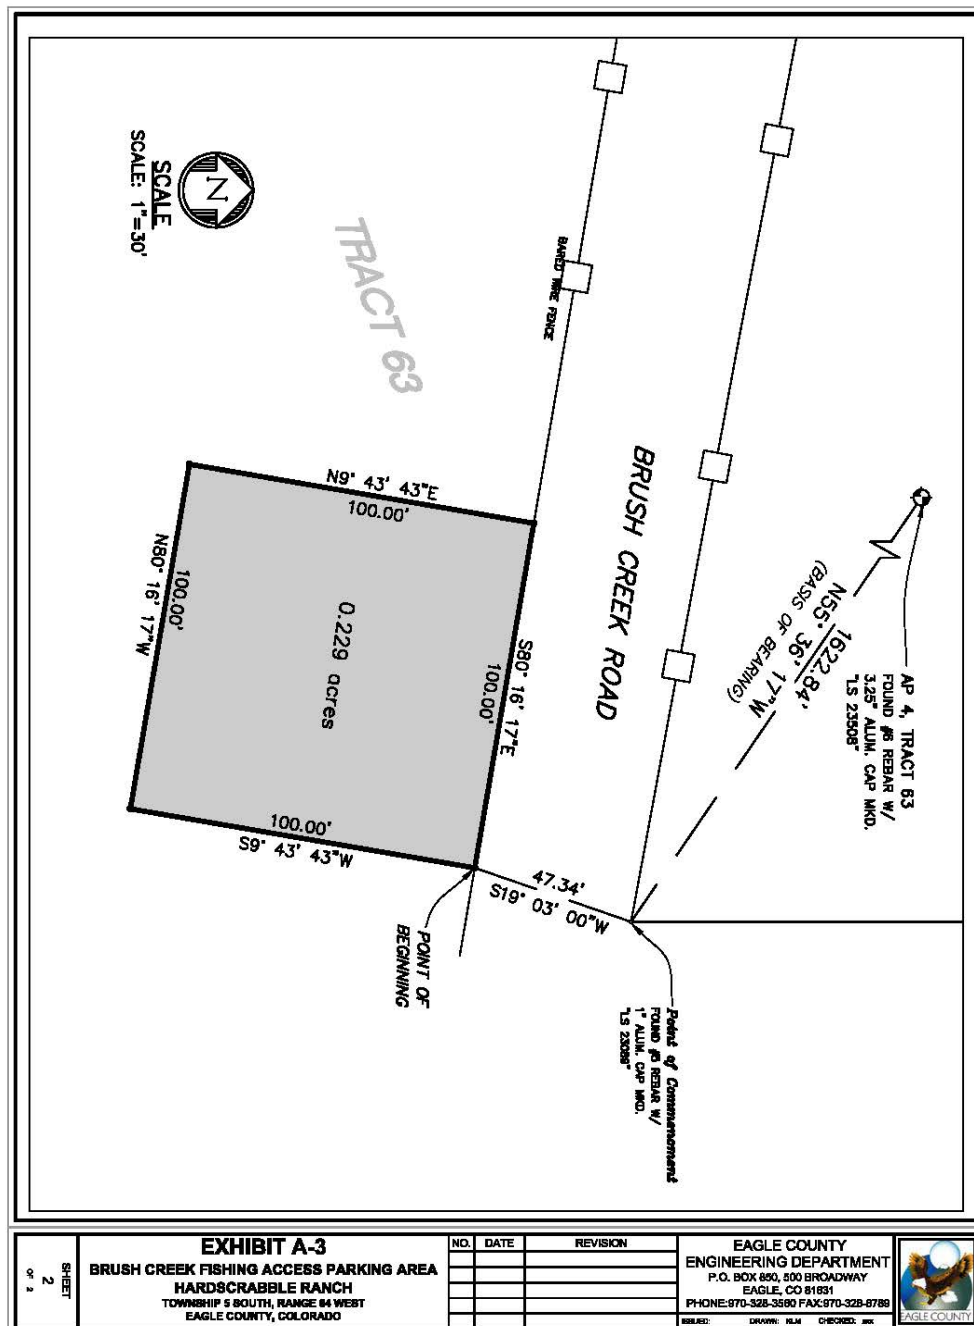 SCALE
SCALE: 1"=30'
N
TRACT 63
BARED WIRE FENCE
BRUSH CREEK ROAD
AP 4, TRACT 63
FOUND #6 REBAR W/
3.25" ALUM. CAP MKD.
"LS 23508"
1622.84'
N55° 36' 17"W
(BASIS OF BEARING)
N9° 43' 43"E
100.00'
S80° 16' 17"E
100.00'
N80° 16' 17"W
100.00'
0.229 acres
100.00'
S9° 43' 43"W
47.34'
S19° 03' 00"W
POINT OF
BEGINNING
Point of Commencement
FOUND #5 REBAR W/
1" ALUM. CAP MKD.
"LS 23089"
SHEET
2
OF 2
EXHIBIT A-3
BRUSH CREEK FISHING ACCESS PARKING AREA
HARDSCRABBLE RANCH
TOWNSHIP 5 SOUTH, RANGE 84 WEST
EAGLE COUNTY, COLORADO
NO. DATE REVISION
EAGLE COUNTY
ENGINEERING DEPARTMENT
P.O. BOX 850, 500 BROADWAY
EAGLE, CO 81631
PHONE:970-328-3560 FAX:970-328-8789
ISSUED: DRAWN: KLM CHECKED:
EAGLE COUNTY